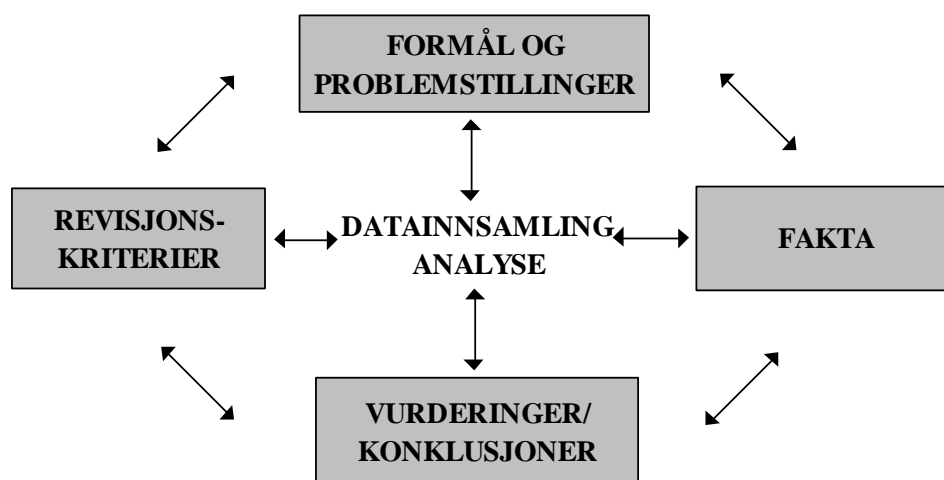 FORMÅL OG
PROBLEMSTILLINGER
REVISJONS-
KRITERIER
DATAINNSAMLING
ANALYSE
FAKTA
VURDERINGER/
KONKLUSJONER